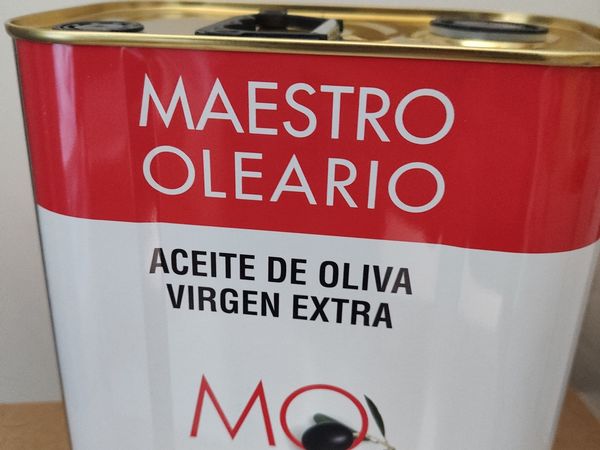 MAESTRO
OLEARIO
ACEITE DE OLIVA
VIRGEN EXTRA
MO